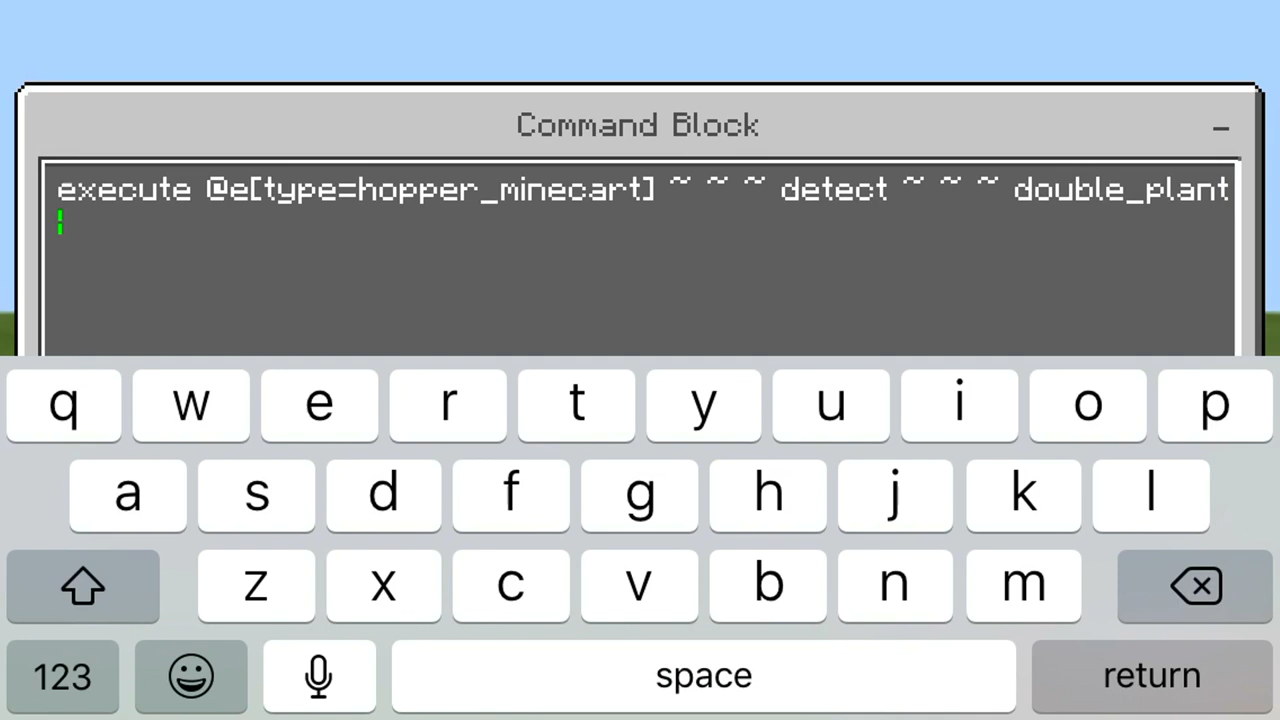 Command Block
execute @e[type=hopper_minecart] ~ ~ ~ detect ~ ~ ~ double_plant
q w e r t y u i o p
a s d f g h j k l
z x c v b n m
123 space return